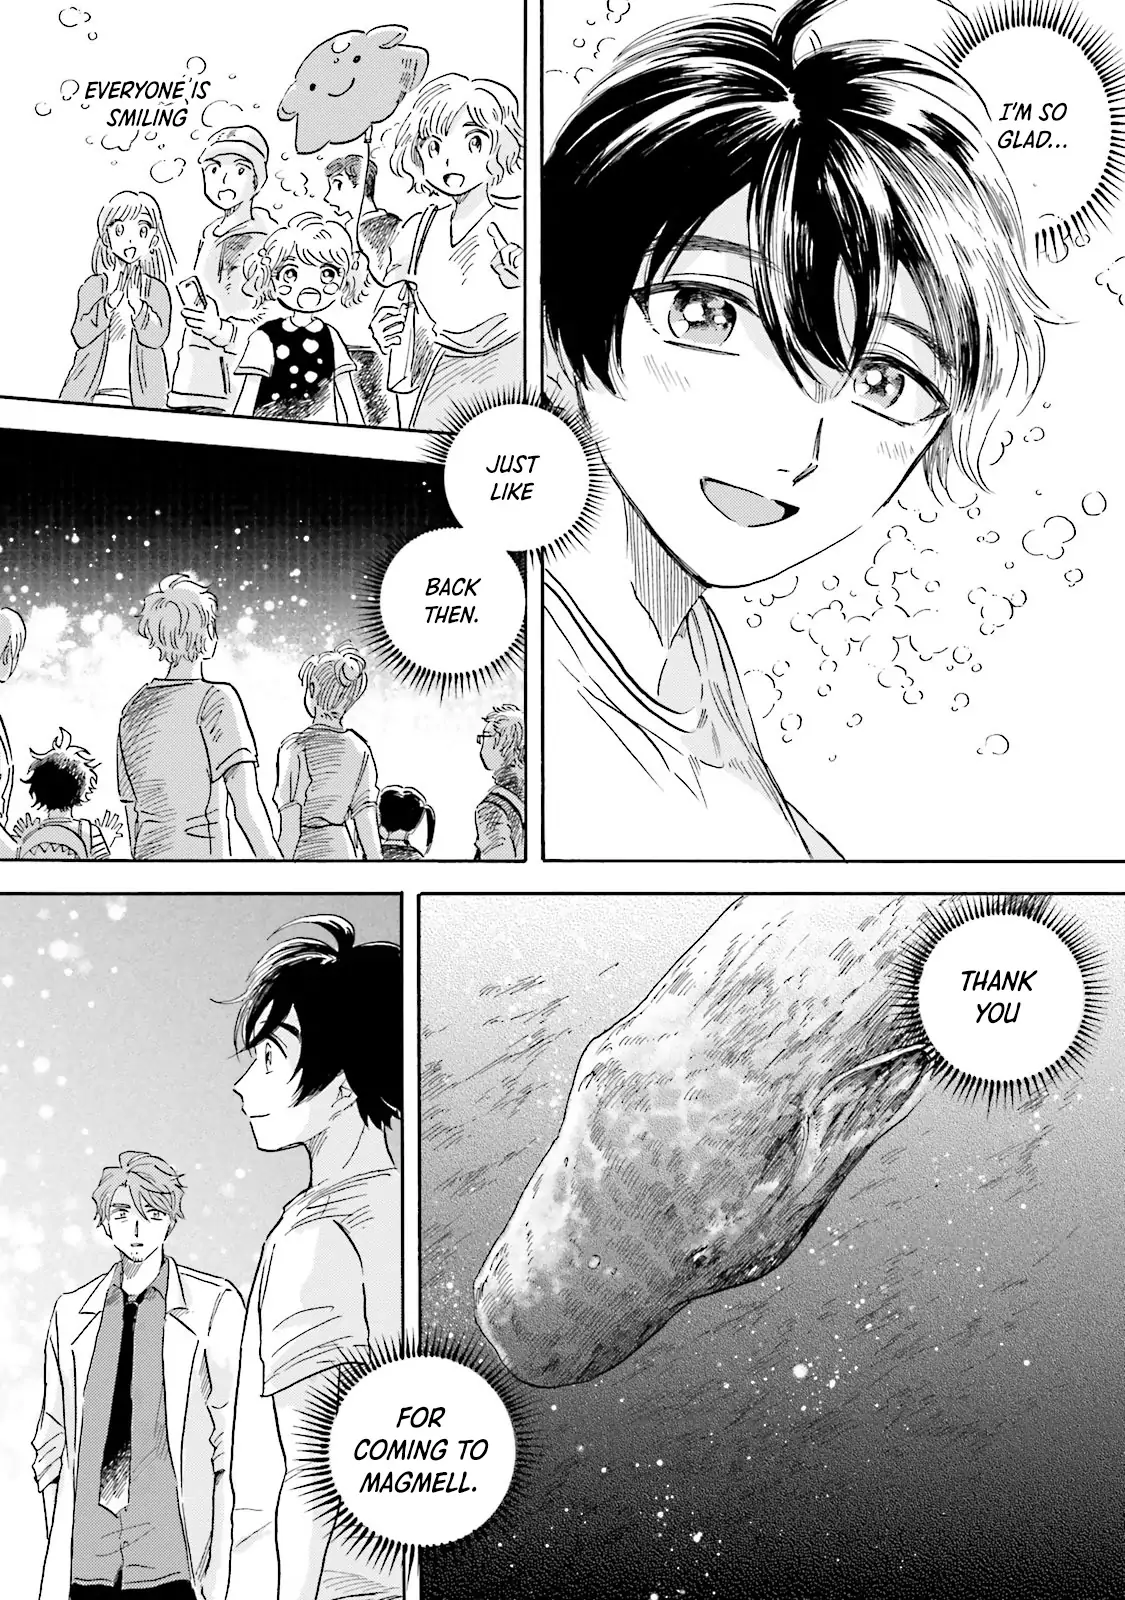 I'M SO
GLAD...
EVERYONE IS
SMILING
JUST
LIKE
BACK
THEN.
THANK
YOU
FOR
COMING TO
MAGMELL.